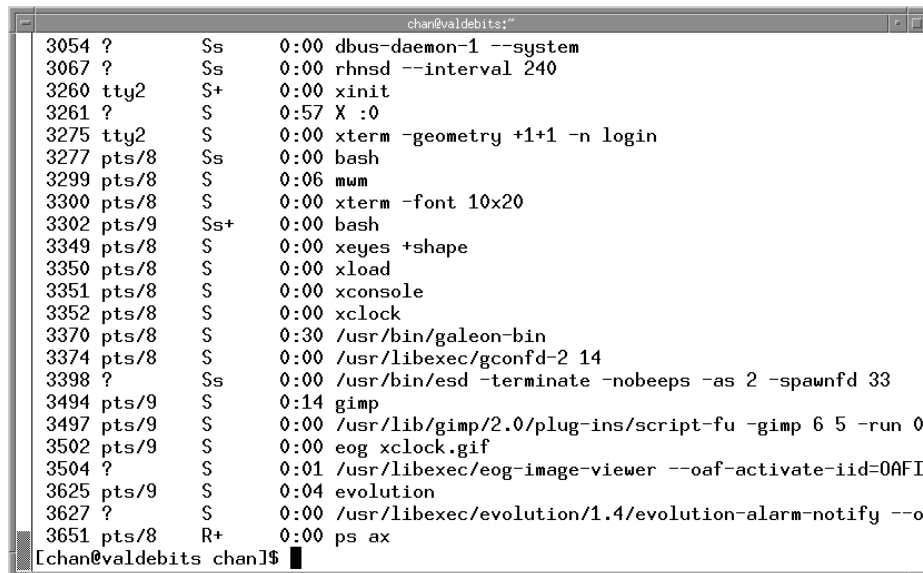 chan@valdebits:~
3054 ?        Ss     0:00 dbus-daemon-1 --system
3067 ?        Ss     0:00 rhnsd --interval 240
3260 tty2     S+     0:00 xinit
3261 ?        S      0:57 X :0
3275 tty2     S      0:00 xterm -geometry +1+1 -n login
3277 pts/8    Ss     0:00 bash
3299 pts/8    S      0:06 mwm
3300 pts/8    S      0:00 xterm -font 10x20
3302 pts/9    Ss+    0:00 bash
3349 pts/8    S      0:00 xeyes +shape
3350 pts/8    S      0:00 xload
3351 pts/8    S      0:00 xconsole
3352 pts/8    S      0:00 xclock
3370 pts/8    S      0:30 /usr/bin/galeon-bin
3374 pts/8    S      0:00 /usr/libexec/gconfd-2 14
3398 ?        Ss     0:00 /usr/bin/esd -terminate -nobeeps -as 2 -spawnfd 33
3494 pts/9    S      0:14 gimp
3497 pts/9    S      0:00 /usr/lib/gimp/2.0/plug-ins/script-fu -gimp 6 5 -run 0
3502 pts/9    S      0:00 eog xclock.gif
3504 ?        S      0:01 /usr/libexec/eog-image-viewer --oaf-activate-iid=OAFI
3625 pts/9    S      0:04 evolution
3627 ?        S      0:00 /usr/libexec/evolution/1.4/evolution-alarm-notify --o
3651 pts/8    R+     0:00 ps ax
[chan@valdebits chan]$